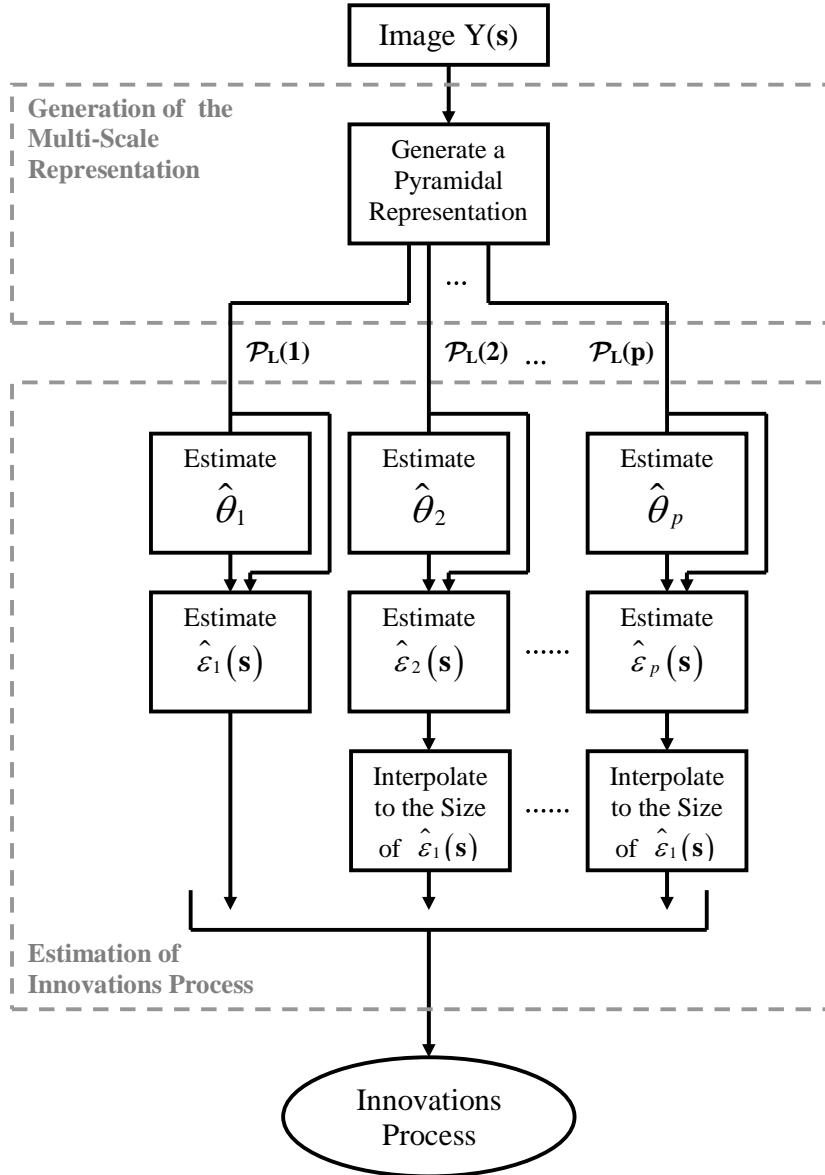 Image Y(s)
Generation of the
Multi-Scale
Representation
Generate a
Pyramidal
Representation
...
𝒫L(1)
𝒫L(2) ...
𝒫L(p)
Estimate
θ̂1
Estimate
θ̂2
Estimate
θ̂p
Estimate
ε̂1(s)
Estimate
ε̂2(s)
......
Estimate
ε̂p(s)
Interpolate
to the Size
of ε̂1(s)
......
Interpolate
to the Size
of ε̂1(s)
Estimation of
Innovations Process
Innovations
Process